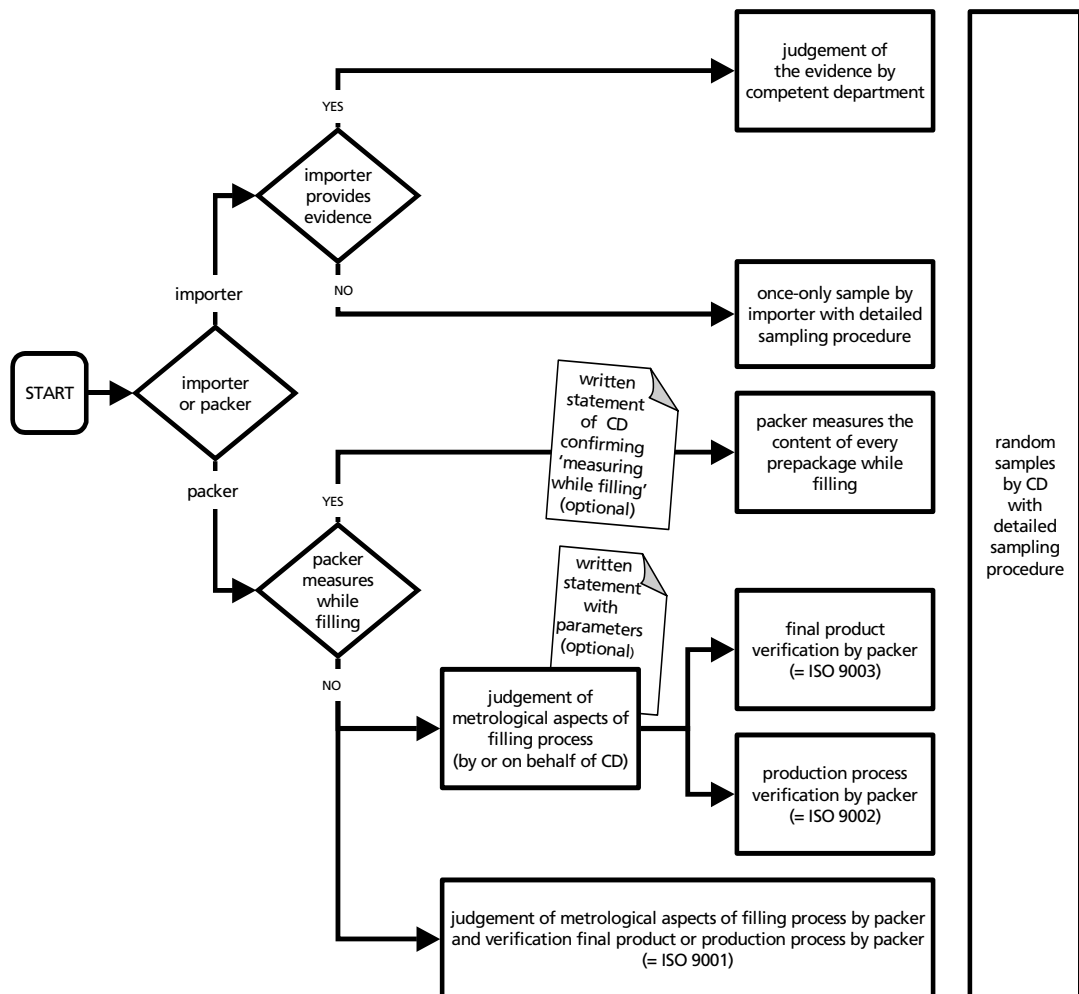 judgement of
the evidence by
competent department
YES
importer
provides
evidence
NO
importer
once-only sample by
importer with detailed
sampling procedure
START
importer
or packer
written
statement
of CD
confirming
'measuring
while filling'
(optional)
packer measures the
content of every
prepackage while
filling
packer
YES
packer
measures
while
filling
NO
written
statement
with
parameters
(optional)
final product
verification by packer
(= ISO 9003)
judgement of
metrological aspects of
filling process
(by or on behalf of CD)
production process
verification by packer
(= ISO 9002)
judgement of metrological aspects of filling process by packer
and verification final product or production process by packer
(= ISO 9001)
random
samples
by CD
with
detailed
sampling
procedure